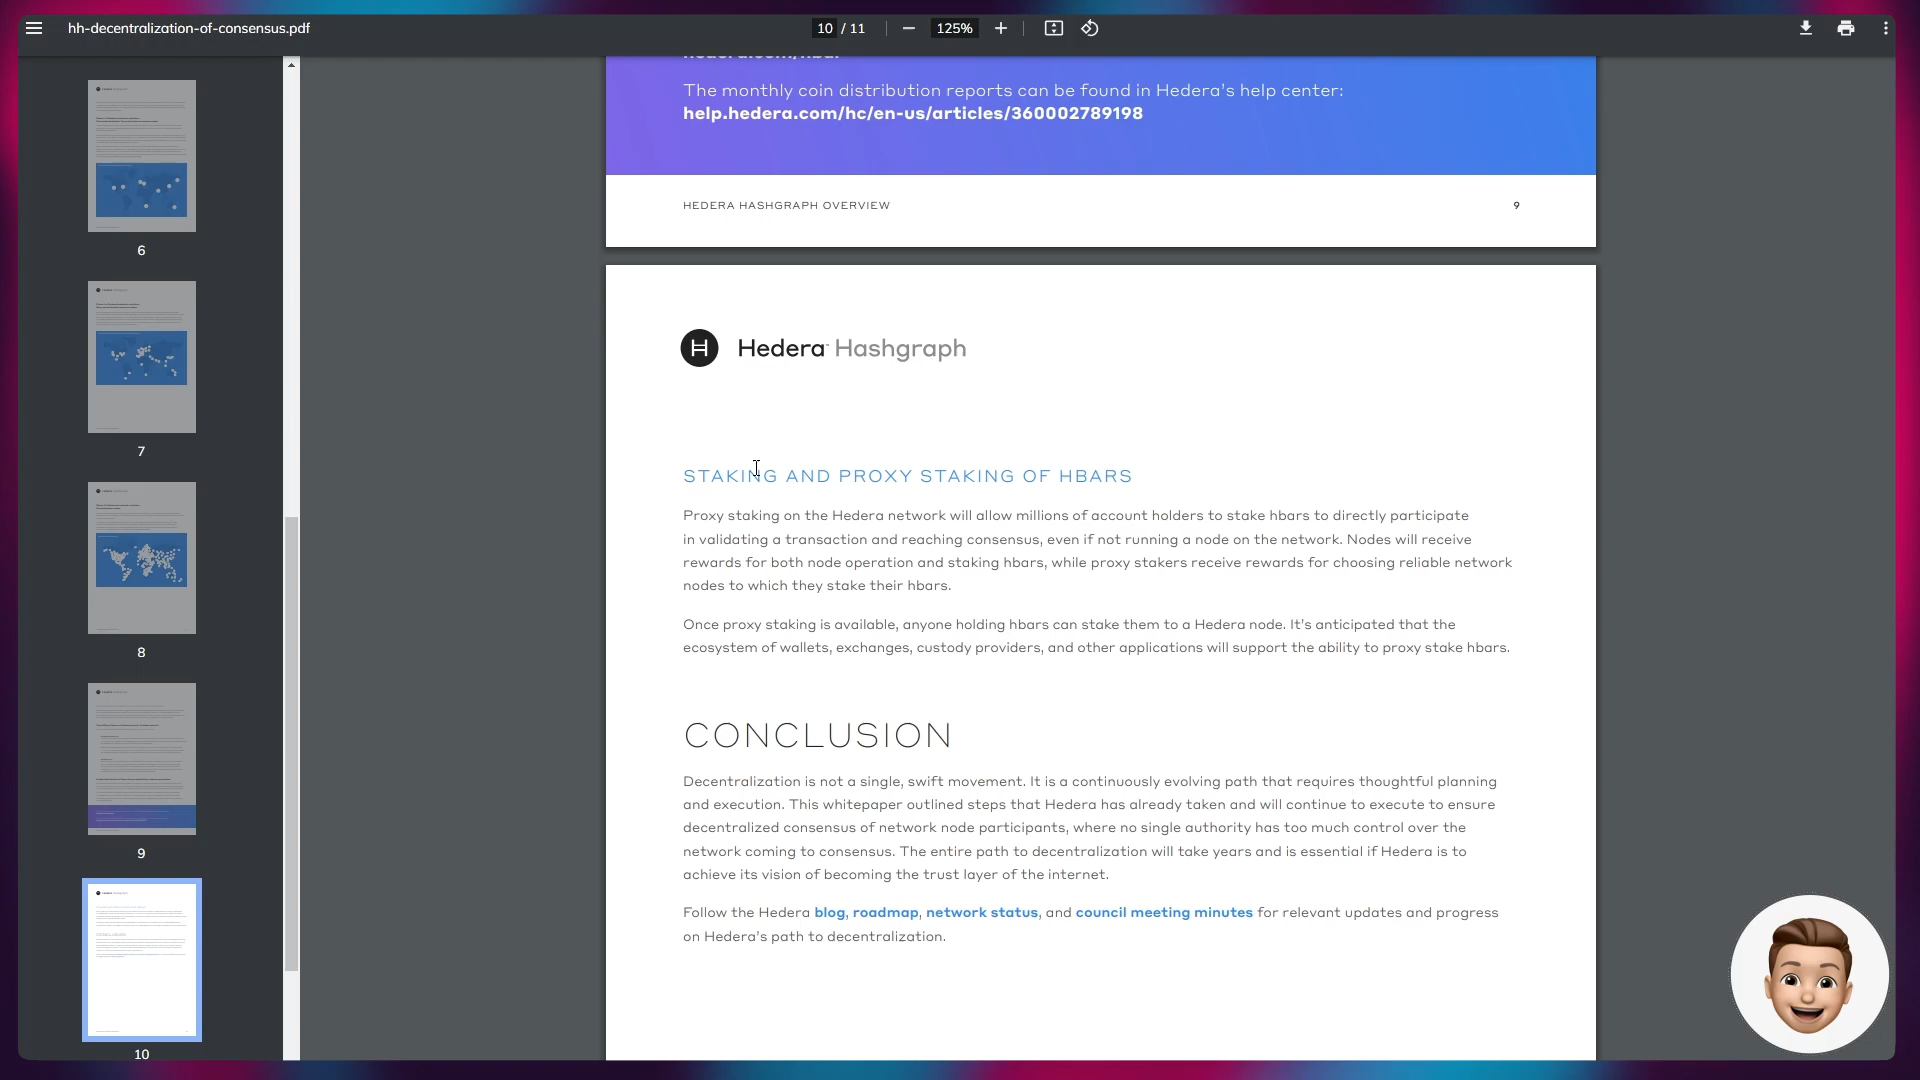 hh-decentralization-of-consensus.pdf
10 / 11
125%
6
7
8
9
10
The monthly coin distribution reports can be found in Hedera's help center:
help.hedera.com/hc/en-us/articles/360002789198
HEDERA HASHGRAPH OVERVIEW
9
H Hedera™ Hashgraph
STAKING AND PROXY STAKING OF HBARS
Proxy staking on the Hedera network will allow millions of account holders to stake hbars to directly participate
in validating a transaction and reaching consensus, even if not running a node on the network. Nodes will receive
rewards for both node operation and staking hbars, while proxy stakers receive rewards for choosing reliable network
nodes to which they stake their hbars.
Once proxy staking is available, anyone holding hbars can stake them to a Hedera node. It's anticipated that the
ecosystem of wallets, exchanges, custody providers, and other applications will support the ability to proxy stake hbars.
CONCLUSION
Decentralization is not a single, swift movement. It is a continuously evolving path that requires thoughtful planning
and execution. This whitepaper outlined steps that Hedera has already taken and will continue to execute to ensure
decentralized consensus of network node participants, where no single authority has too much control over the
network coming to consensus. The entire path to decentralization will take years and is essential if Hedera is to
achieve its vision of becoming the trust layer of the internet.
Follow the Hedera blog, roadmap, network status, and council meeting minutes for relevant updates and progress
on Hedera's path to decentralization.